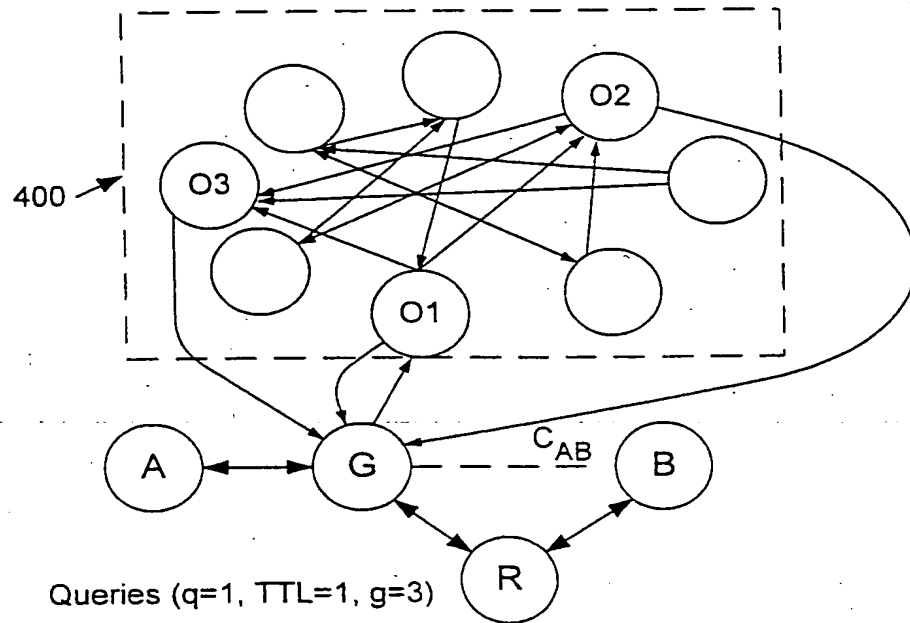 O2
O3
400
O1
C_AB
A
G
B
R
Queries (q=1, TTL=1, g=3)